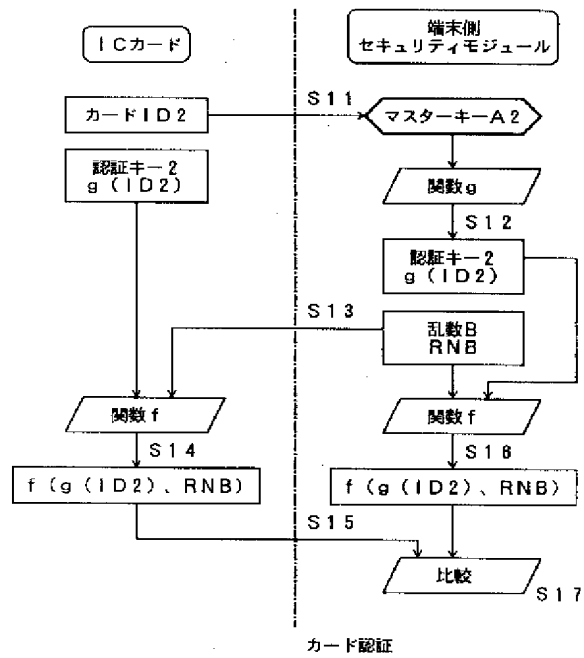 ICカード
端末側
セキュリティモジュール
カードID2
S11
マスターキーA2
認証キー2
g(ID2)
関数g
S12
認証キー2
g(ID2)
S13
乱数B
RNB
関数f
関数f
S14
S16
f(g(ID2)、RNB)
f(g(ID2)、RNB)
S15
比較
S17
カード認証